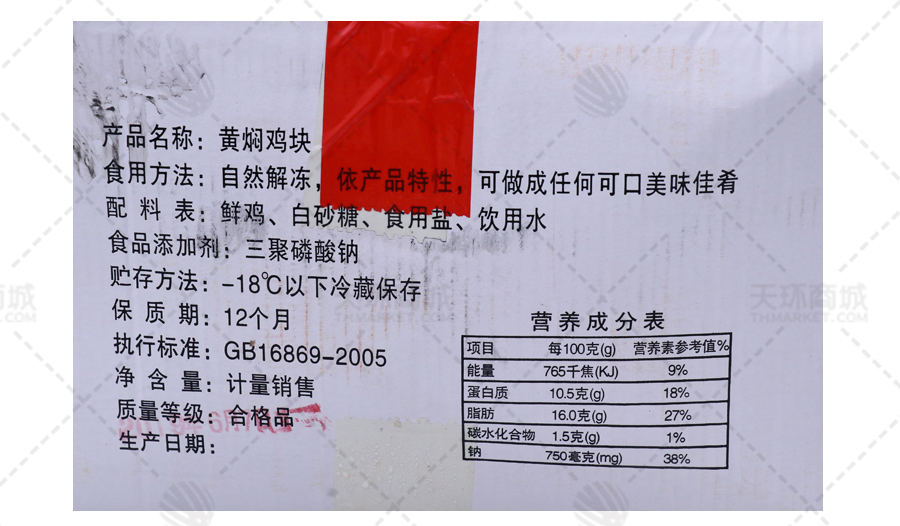 产品名称：黄焖鸡块
食用方法：自然解冻，依产品特性，可做成任何可口美味佳肴
配 料 表：鲜鸡、白砂糖、食用盐、饮用水
食品添加剂：三聚磷酸钠
贮存方法：-18℃以下冷藏保存
保 质 期：12个月
执行标准：GB16869-2005
净 含 量：计量销售
质量等级：合格品
生产日期：
营养成分表
项目 每100克(g) 营养素参考值%
能量 765千焦(KJ) 9%
蛋白质 10.5克(g) 18%
脂肪 16.0克(g) 27%
碳水化合物 1.5克(g) 1%
钠 750毫克(mg) 38%
天环商城
THMARKET.COM
商城
.COM